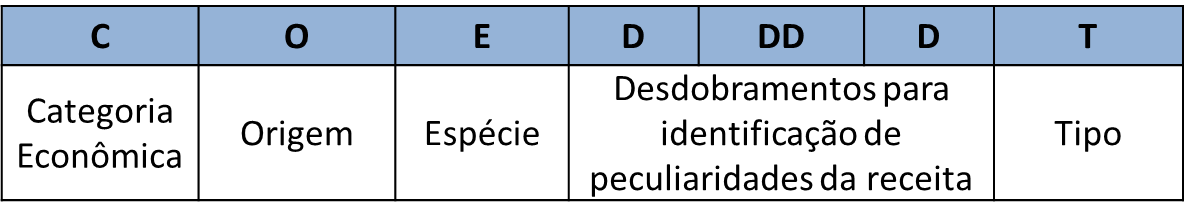 C O E D DD D T
Categoria
Econômica
Origem
Espécie
Desdobramentos para
identificação de
peculiaridades da receita
Tipo